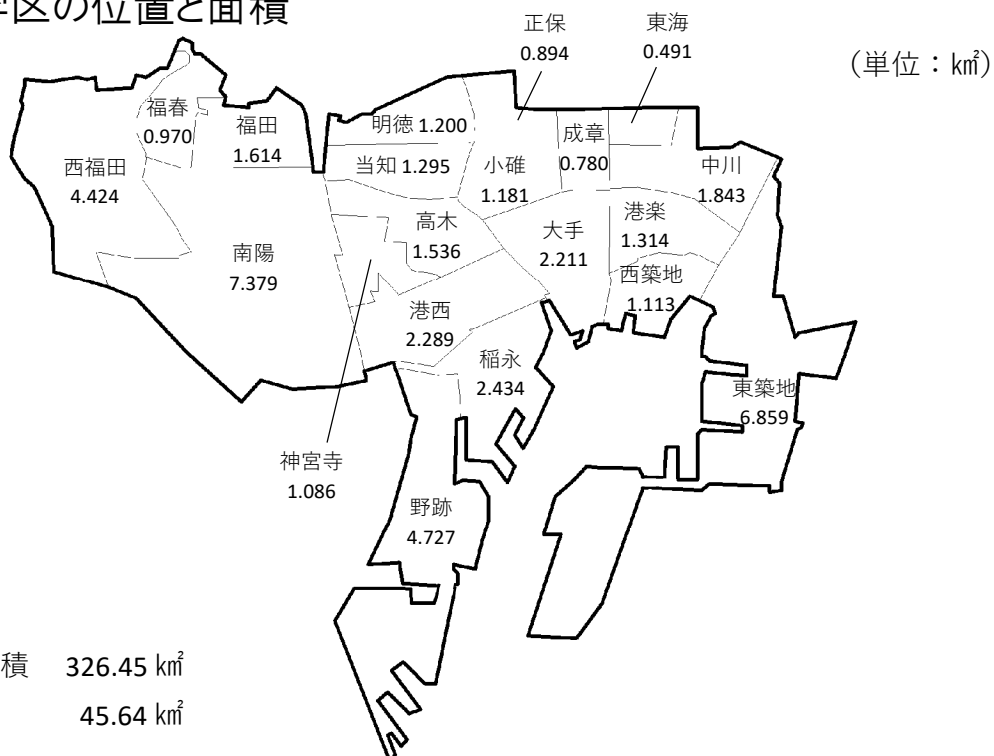 区の位置と面積
(単位：㎢)
正保
0.894
東海
0.491
福春
0.970
福田
1.614
明徳 1.200
成章
0.780
西福田
4.424
当知 1.295
小碓
1.181
中川
1.843
高木
1.536
港楽
1.314
大手
2.211
南陽
7.379
西築地
1.113
港西
2.289
稲永
2.434
東築地
6.859
神宮寺
1.086
野跡
4.727
積 326.45 ㎢
45.64 ㎢